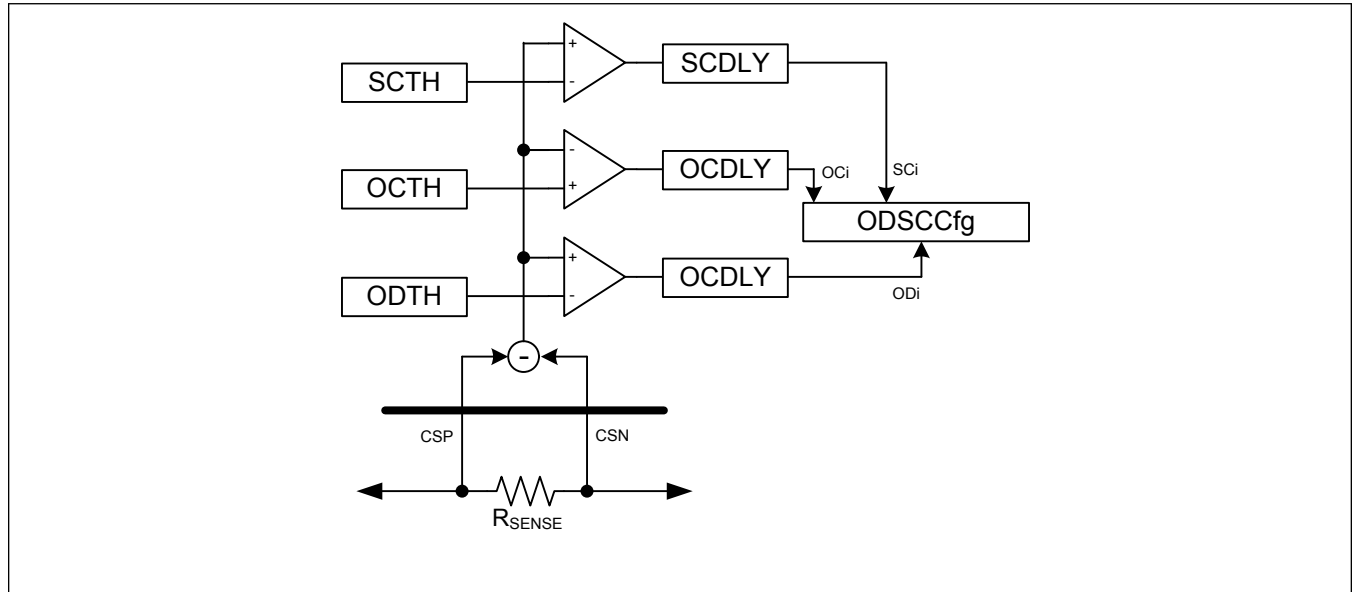 +
SCDLY
SCTH
-
-
OCDLY
OCi
SCi
OCTH
+
ODSCCfg
+
OCDLY
ODTH
-
ODi
-
CSP
CSN
RSENSE